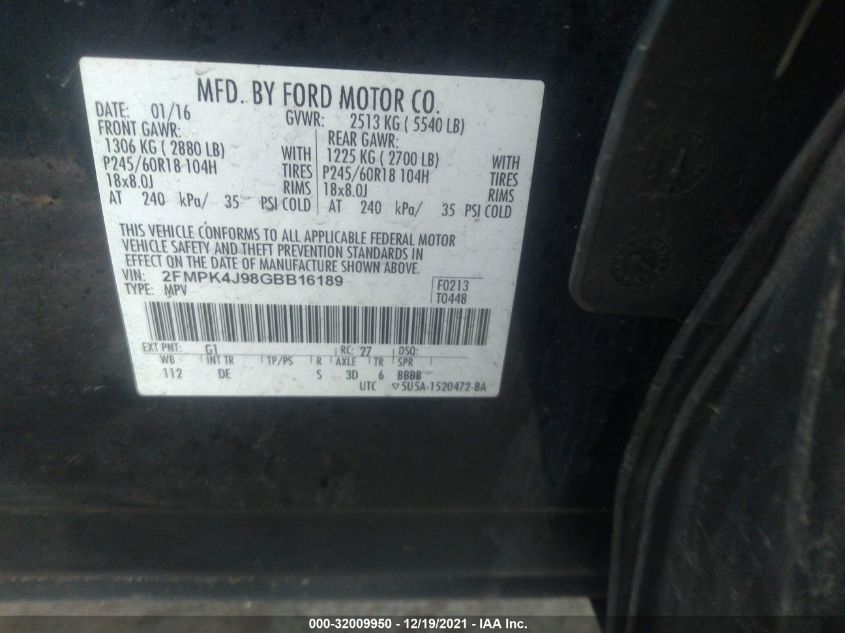 MFD. BY FORD MOTOR CO.
DATE: 01/16 GVWR: 2513 KG ( 5540 LB)
FRONT GAWR: REAR GAWR:
1306 KG ( 2880 LB) WITH 1225 KG ( 2700 LB) WITH
P245/60R18 104H TIRES P245/60R18 104H TIRES
18x8.0J RIMS 18x8.0J RIMS
AT 240 kPa/ 35 PSI COLD AT 240 kPa/ 35 PSI COLD
THIS VEHICLE CONFORMS TO ALL APPLICABLE FEDERAL MOTOR
VEHICLE SAFETY AND THEFT PREVENTION STANDARDS IN
EFFECT ON THE DATE OF MANUFACTURE SHOWN ABOVE.
VIN: 2FMPK4J98GBB16189 F0213
TYPE: MPV T0448
EXT PNT: G1 RC: 27 DSO:
WB INT TR TP/PS R AXLE TR SPR
112 DE S 3D 6 BBBB
UTC ▽5U5A-1520472-BA
000-32009950 - 12/19/2021 - IAA Inc.